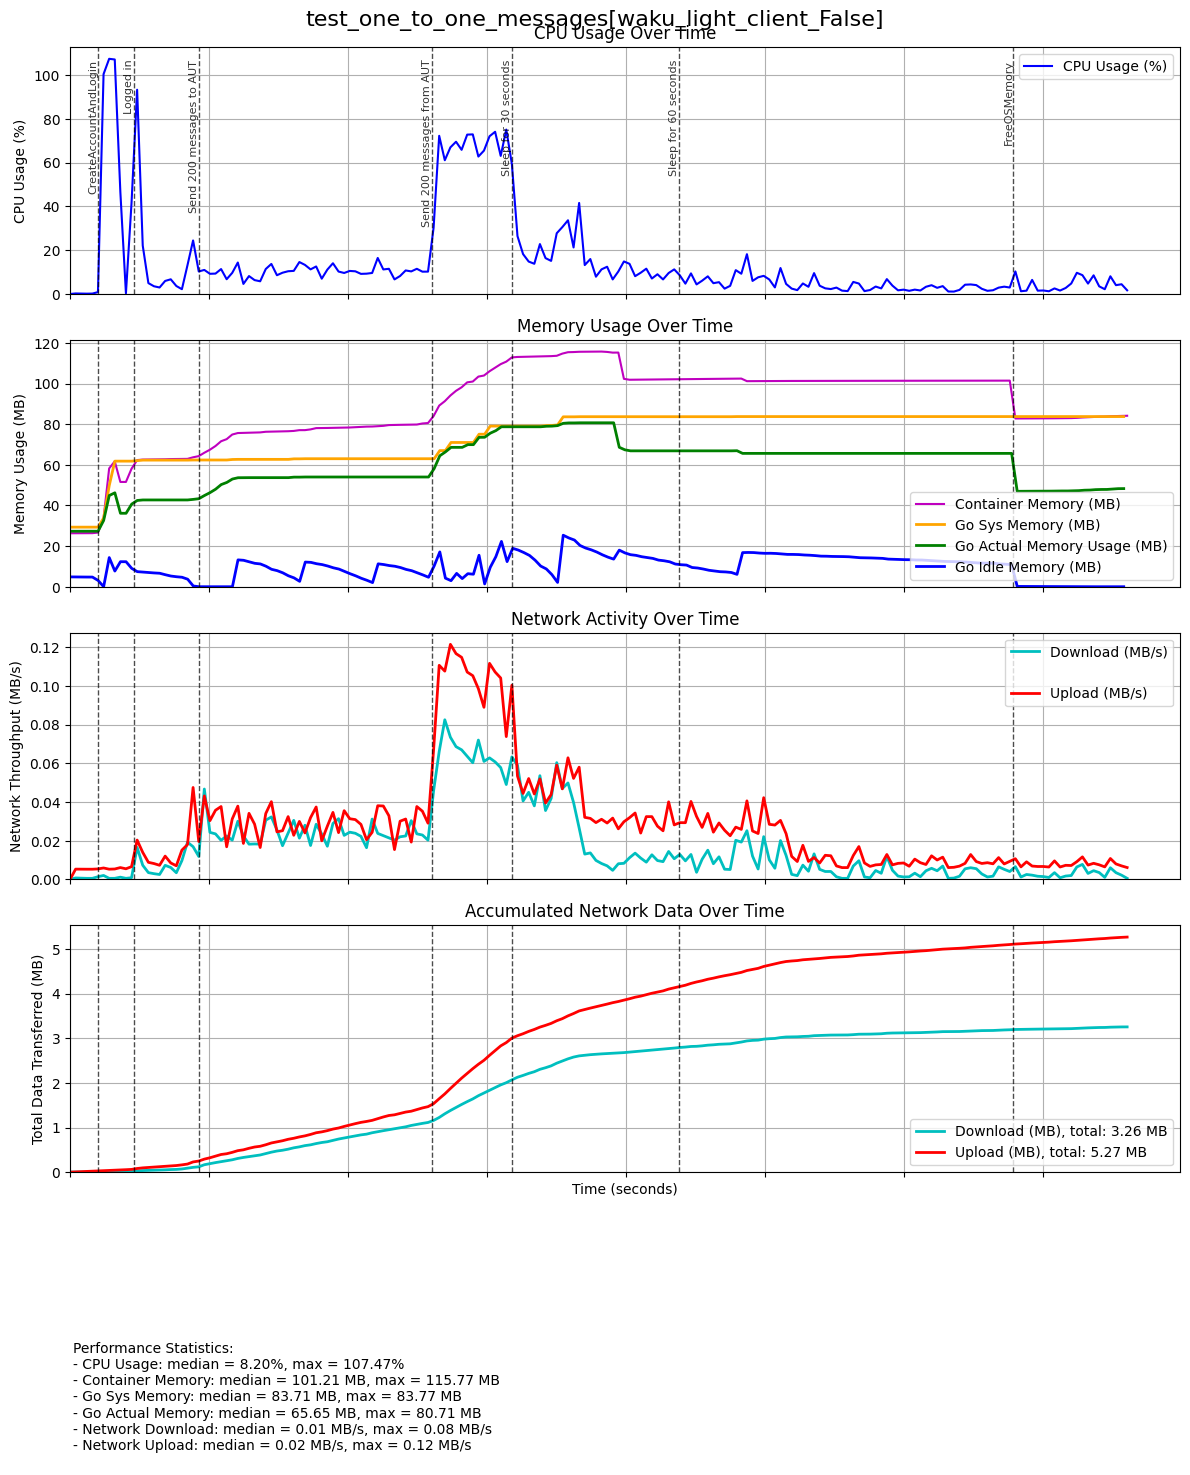 test_one_to_one_messages[waku_light_client_False]
CPU Usage Over Time
CPU Usage (%)
100
80
60
40
20
0
CreateAccountAndLogin
Logged in
Send 200 messages to AUT
Send 200 messages from AUT
Sleep for 30 seconds
Sleep for 60 seconds
FreeOSMemory
CPU Usage (%)
Memory Usage Over Time
Memory Usage (MB)
120
100
80
60
40
20
0
Container Memory (MB)
Go Sys Memory (MB)
Go Actual Memory Usage (MB)
Go Idle Memory (MB)
Network Activity Over Time
Network Throughput (MB/s)
0.12
0.10
0.08
0.06
0.04
0.02
0.00
Download (MB/s)
Upload (MB/s)
Accumulated Network Data Over Time
Total Data Transferred (MB)
5
4
3
2
1
0
Download (MB), total: 3.26 MB
Upload (MB), total: 5.27 MB
Time (seconds)
Performance Statistics:
- CPU Usage: median = 8.20%, max = 107.47%
- Container Memory: median = 101.21 MB, max = 115.77 MB
- Go Sys Memory: median = 83.71 MB, max = 83.77 MB
- Go Actual Memory: median = 65.65 MB, max = 80.71 MB
- Network Download: median = 0.01 MB/s, max = 0.08 MB/s
- Network Upload: median = 0.02 MB/s, max = 0.12 MB/s